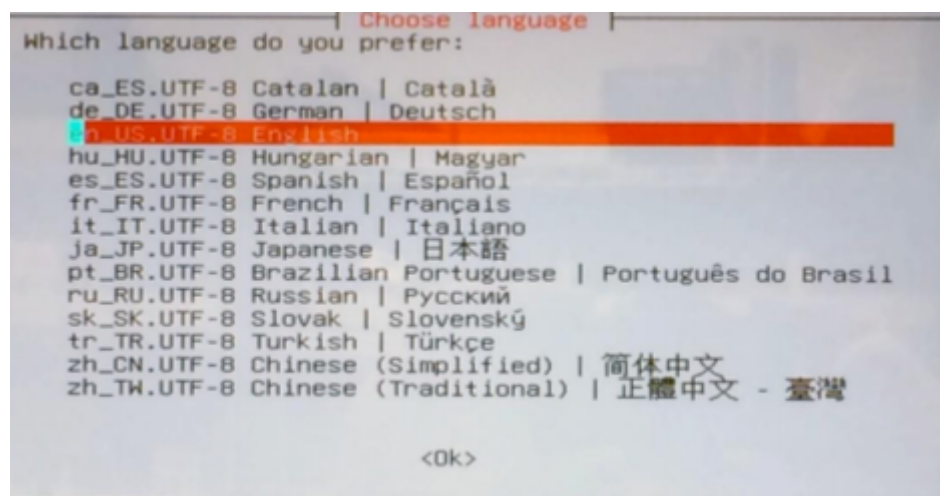 Choose language
Which language do you prefer:
ca_ES.UTF-8 Catalan | Català
de_DE.UTF-8 German | Deutsch
en_US.UTF-8 English
hu_HU.UTF-8 Hungarian | Magyar
es_ES.UTF-8 Spanish | Español
fr_FR.UTF-8 French | Français
it_IT.UTF-8 Italian | Italiano
ja_JP.UTF-8 Japanese | 日本語
pt_BR.UTF-8 Brazilian Portuguese | Português do Brasil
ru_RU.UTF-8 Russian | Русский
sk_SK.UTF-8 Slovak | Slovenský
tr_TR.UTF-8 Turkish | Türkçe
zh_CN.UTF-8 Chinese (Simplified) | 简体中文
zh_TW.UTF-8 Chinese (Traditional) | 正體中文 - 臺灣
<Ok>